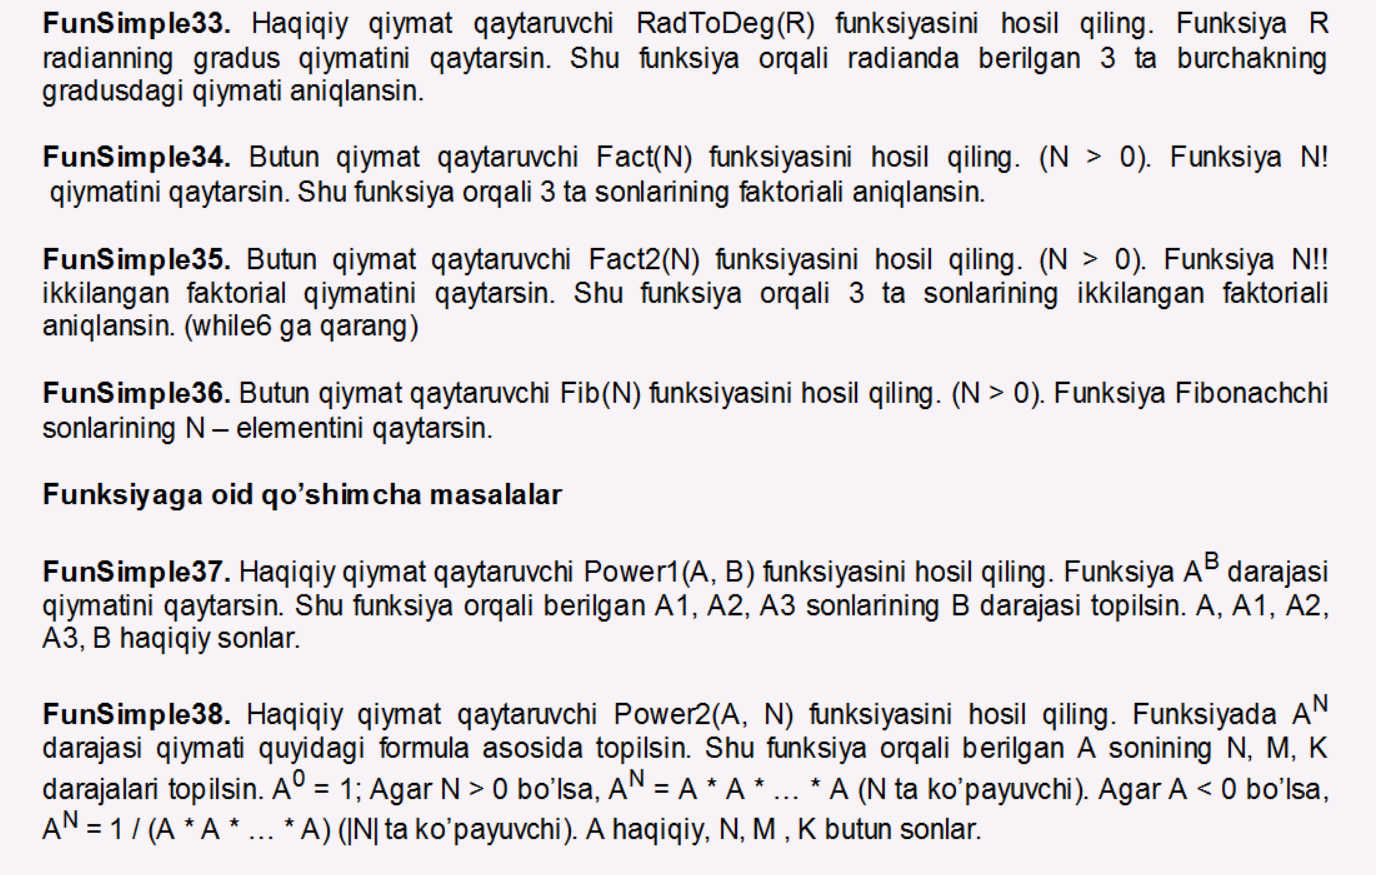 FunSimple33. Haqiqiy qiymat qaytaruvchi RadToDeg(R) funksiyasini hosil qiling. Funksiya R
radianning gradus qiymatini qaytarsin. Shu funksiya orqali radianda berilgan 3 ta burchakning
gradusdagi qiymati aniqlansin.
FunSimple34. Butun qiymat qaytaruvchi Fact(N) funksiyasini hosil qiling. (N > 0). Funksiya N!
qiymatini qaytarsin. Shu funksiya orqali 3 ta sonlarining faktoriali aniqlansin.
FunSimple35. Butun qiymat qaytaruvchi Fact2(N) funksiyasini hosil qiling. (N > 0). Funksiya N!!
ikkilangan faktorial qiymatini qaytarsin. Shu funksiya orqali 3 ta sonlarining ikkilangan faktoriali
aniqlansin. (while6 ga qarang)
FunSimple36. Butun qiymat qaytaruvchi Fib(N) funksiyasini hosil qiling. (N > 0). Funksiya Fibonachchi
sonlarining N – elementini qaytarsin.
Funksiyaga oid qo’shimcha masalalar
FunSimple37. Haqiqiy qiymat qaytaruvchi Power1(A, B) funksiyasini hosil qiling. Funksiya A^B darajasi
qiymatini qaytarsin. Shu funksiya orqali berilgan A1, A2, A3 sonlarining B darajasi topilsin. A, A1, A2,
A3, B haqiqiy sonlar.
FunSimple38. Haqiqiy qiymat qaytaruvchi Power2(A, N) funksiyasini hosil qiling. Funksiyada A^N
darajasi qiymati quyidagi formula asosida topilsin. Shu funksiya orqali berilgan A sonining N, M, K
darajalari topilsin. A^0 = 1; Agar N > 0 bo’lsa, A^N = A * A * ... * A (N ta ko’payuvchi). Agar A < 0 bo’lsa,
A^N = 1 / (A * A * ... * A) (|N| ta ko’payuvchi). A haqiqiy, N, M , K butun sonlar.